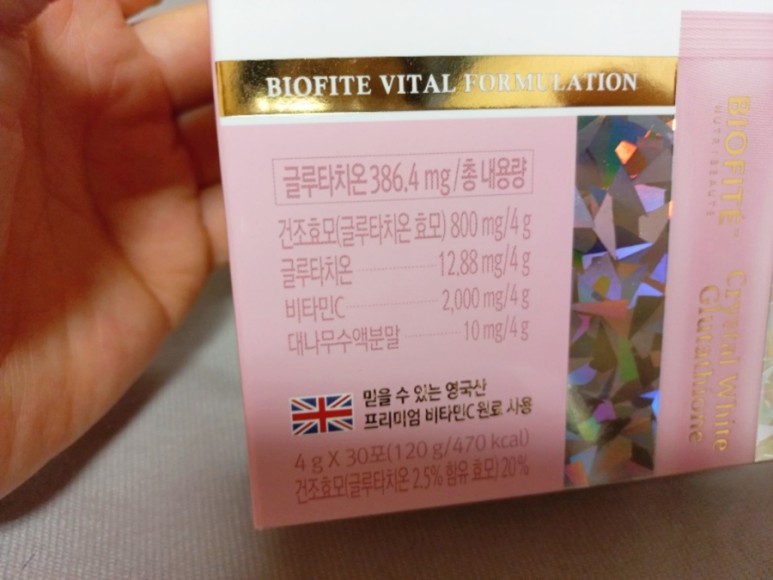 BIOFITE VITAL FORMULATION
글루타치온 386.4 mg/총 내용량
건조효모(글루타치온 효모) 800 mg/4 g
글루타치온 12.88 mg/4 g
비타민C 2,000 mg/4 g
대나무수액분말 10 mg/4 g
믿을 수 있는 영국산
프리미엄 비타민C 원료 사용
4 g X 30포(120 g/470 kcal)
건조효모(글루타치온 2.5% 함유 효모) 20%
BIOFITÉ™
NUTRIBEAUTÉ
Crystal White
Glutathione